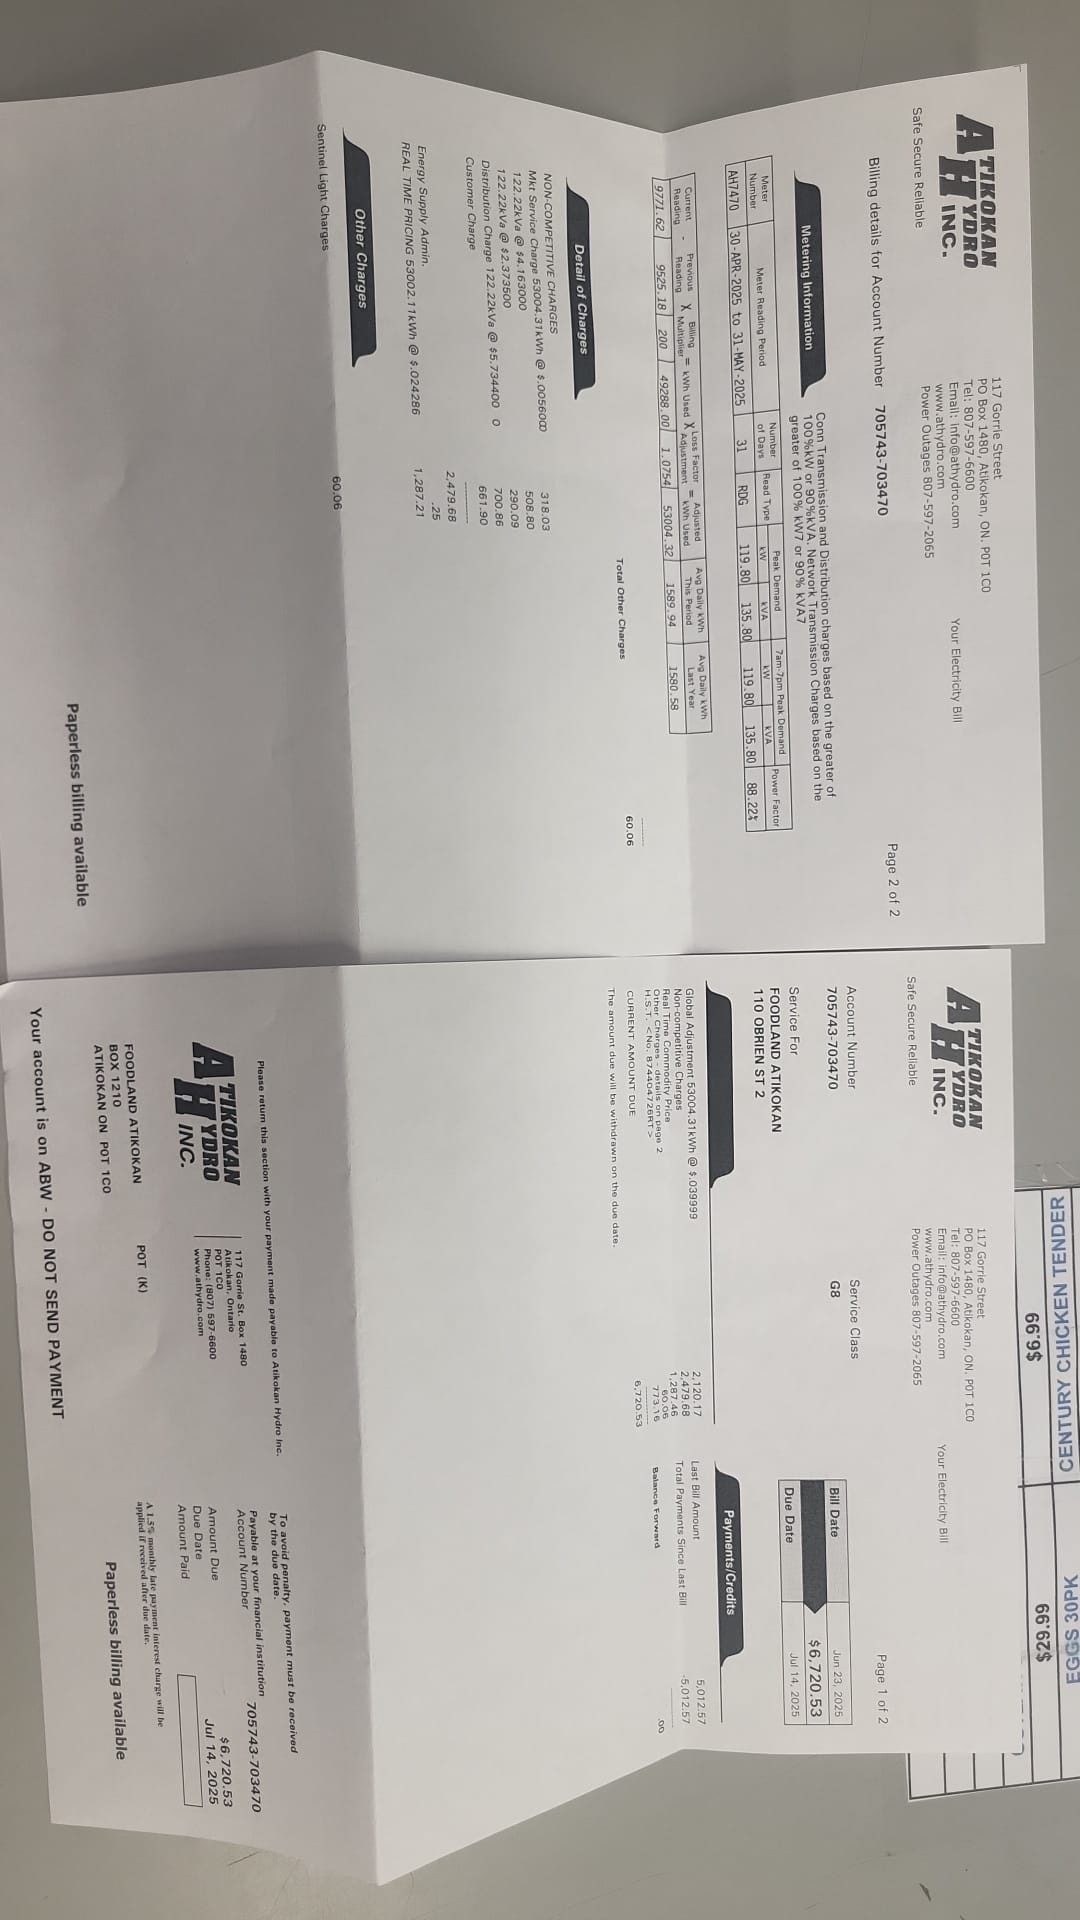 CENTURY CHICKEN TENDER
EGGS 30PK
$6.99
$29.99
ATIKOKAN
HYDRO
INC.
Safe Secure Reliable
117 Gorrie Street
PO Box 1480, Atikokan, ON. P0T 1C0
Tel: 807-597-6600
Email: info@athydro.com
www.athydro.com
Power Outages 807-597-2065
Your Electricity Bill
Page 2 of 2
Billing details for Account Number 705743-703470
Metering Information
Conn Transmission and Distribution charges based on the greater of
100%kW or 90%kVA. Network Transmission Charges based on the
greater of 100% kW7 or 90% kVA7
Meter Number Meter Reading Period Number of Days Read Type Peak Demand kW kVA 7am-7pm Peak Demand kW kVA Power Factor
AH7470 30-APR-2025 to 31-MAY-2025 31 RDG 119.80 135.80 119.80 135.80 88.22%
Current Reading - Previous Reading X Billing Multiplier = kWh Used X Loss Factor Adjustment = Adjusted kWh Used Avg Daily kWh This Period Avg Daily kWh Last Year
9771.62 9525.18 200 49288.00 1.0754 53004.32 1589.94 1580.58
Total Other Charges 60.06
Detail of Charges
NON-COMPETITIVE CHARGES
Mkt Service Charge 53004.31kWh @ $.005600O 318.03
122.22kVa @ $4.163000 508.80
122.22kVa @ $2.373500 290.09
Distribution Charge 122.22kVa @ $5.734400 O 700.86
Customer Charge 661.90
2,479.68
Energy Supply Admin. .25
REAL TIME PRICING 53002.11kWh @ $.024286 1,287.21
Other Charges
Sentinel Light Charges 60.06
Paperless billing available
ATIKOKAN
HYDRO
INC.
Safe Secure Reliable
117 Gorrie Street
PO Box 1480, Atikokan, ON. P0T 1C0
Tel: 807-597-6600
Email: info@athydro.com
www.athydro.com
Power Outages 807-597-2065
Your Electricity Bill
Page 1 of 2
Account Number
705743-703470
Service Class
G8
Bill Date Jun 23, 2025
$6,720.53
Due Date Jul 14, 2025
Service For
FOODLAND ATIKOKAN
110 OBRIEN ST 2
Global Adjustment 53004.31kWh @ $.039999 2,120.17
Non-competitive Charges 2,479.68
Real Time Commodity Price 1,287.46
Other Charges - details on page 2 60.06
H.S.T. <No. 874404726RT> 773.16
CURRENT AMOUNT DUE 6,720.53
The amount due will be withdrawn on the due date.
Payments/Credits
Last Bill Amount 5,012.57
Total Payments Since Last Bill -5,012.57
Balance Forward .00
Please return this section with your payment made payable to Atikokan Hydro Inc.
ATIKOKAN
HYDRO
INC.
117 Gorrie St. Box 1480
Atikokan, Ontario
P0T 1C0
Phone: (807) 597-6600
www.athydro.com
To avoid penalty, payment must be received
by the due date.
Payable at your financial institution
Account Number 705743-703470
Amount Due $6,720.53
Due Date Jul 14, 2025
Amount Paid
A 1.5% monthly late payment interest charge will be
applied if received after due date.
FOODLAND ATIKOKAN
BOX 1210
ATIKOKAN ON P0T 1C0
POT (K)
Paperless billing available
Your account is on ABW - DO NOT SEND PAYMENT